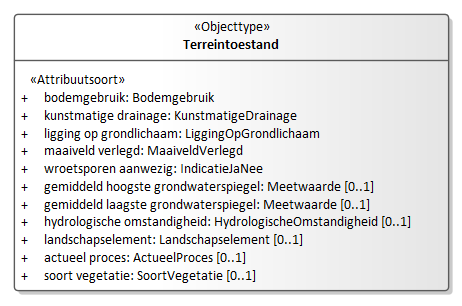 «Objecttype»
Terreintoestand
«Attribuutsoort»
+ bodemgebruik: Bodemgebruik
+ kunstmatige drainage: KunstmatigeDrainage
+ ligging op grondlichaam: LiggingOpGrondlichaam
+ maaiveld verlegd: MaaiveldVerlegd
+ wroetsporen aanwezig: IndicatieJaNee
+ gemiddeld hoogste grondwaterspiegel: Meetwaarde [0..1]
+ gemiddeld laagste grondwaterspiegel: Meetwaarde [0..1]
+ hydrologische omstandigheid: HydrologischeOmstandigheid [0..1]
+ landschapselement: Landschapselement [0..1]
+ actueel proces: ActueelProces [0..1]
+ soort vegetatie: SoortVegetatie [0..1]